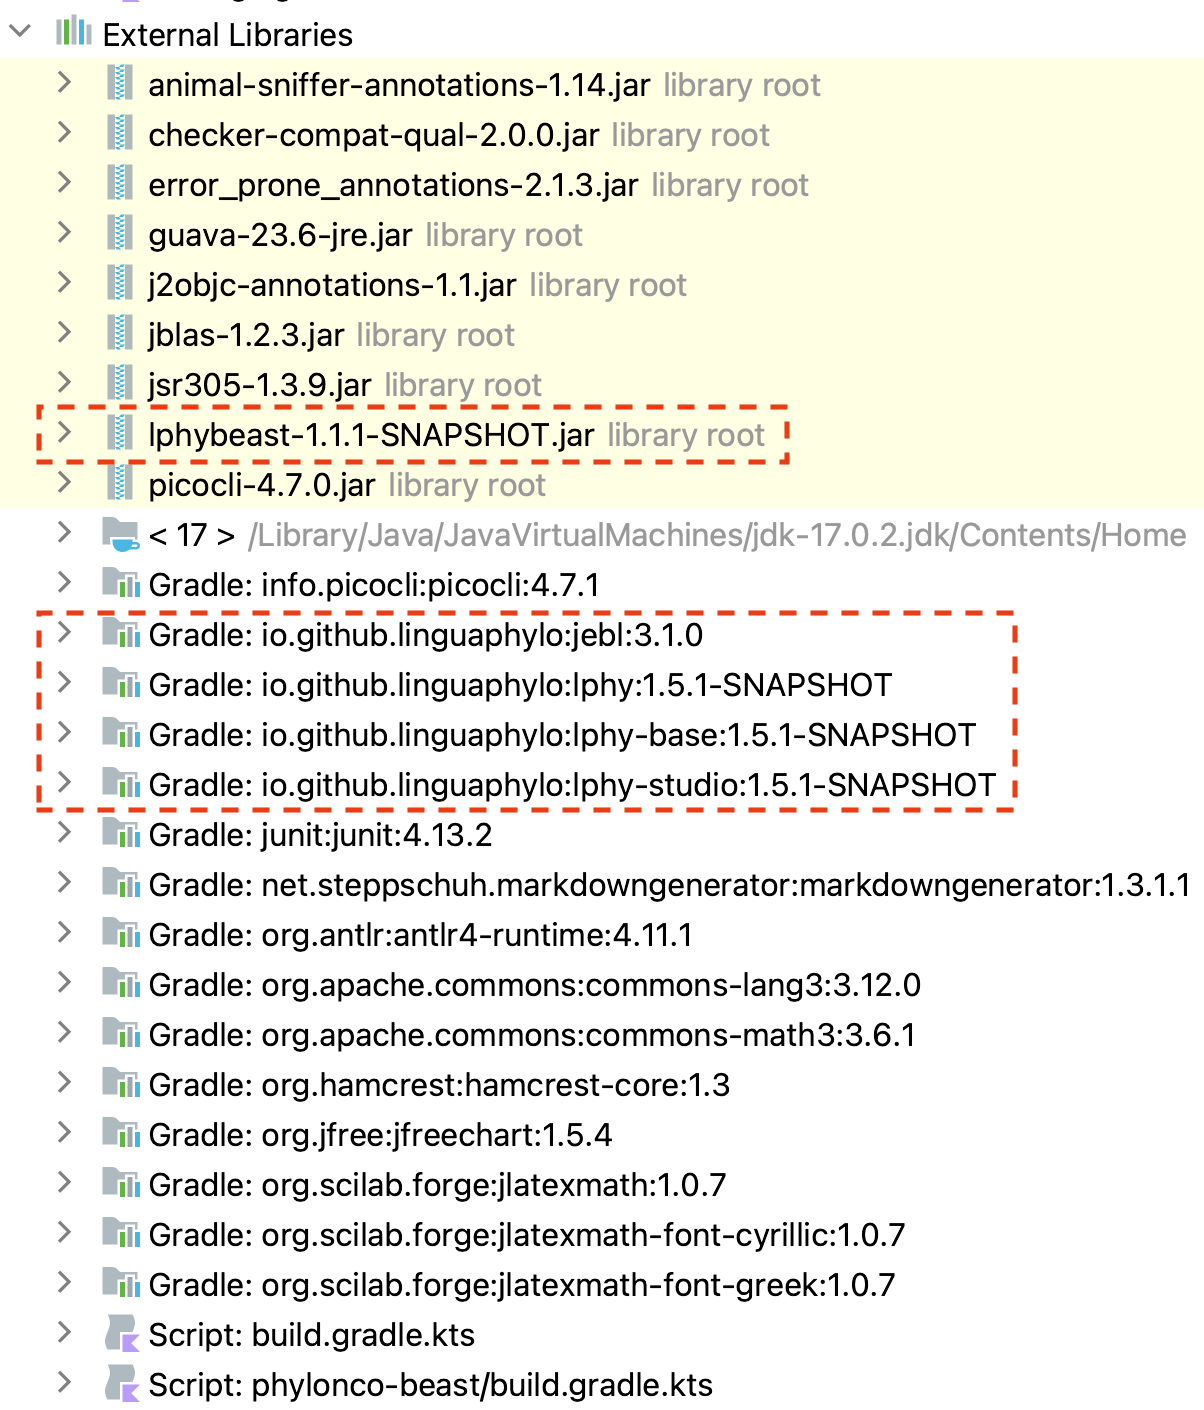 External Libraries
animal-sniffer-annotations-1.14.jar library root
checker-compat-qual-2.0.0.jar library root
error_prone_annotations-2.1.3.jar library root
guava-23.6-jre.jar library root
j2objc-annotations-1.1.jar library root
jblas-1.2.3.jar library root
jsr305-1.3.9.jar library root
lphybeast-1.1.1-SNAPSHOT.jar library root
picocli-4.7.0.jar library root
< 17 > /Library/Java/JavaVirtualMachines/jdk-17.0.2.jdk/Contents/Home
Gradle: info.picocli:picocli:4.7.1
Gradle: io.github.linguaphylo:jebl:3.1.0
Gradle: io.github.linguaphylo:lphy:1.5.1-SNAPSHOT
Gradle: io.github.linguaphylo:lphy-base:1.5.1-SNAPSHOT
Gradle: io.github.linguaphylo:lphy-studio:1.5.1-SNAPSHOT
Gradle: junit:junit:4.13.2
Gradle: net.steppschuh.markdowngenerator:markdowngenerator:1.3.1.1
Gradle: org.antlr:antlr4-runtime:4.11.1
Gradle: org.apache.commons:commons-lang3:3.12.0
Gradle: org.apache.commons:commons-math3:3.6.1
Gradle: org.hamcrest:hamcrest-core:1.3
Gradle: org.jfree:jfreechart:1.5.4
Gradle: org.scilab.forge:jlatexmath:1.0.7
Gradle: org.scilab.forge:jlatexmath-font-cyrillic:1.0.7
Gradle: org.scilab.forge:jlatexmath-font-greek:1.0.7
Script: build.gradle.kts
Script: phylonco-beast/build.gradle.kts